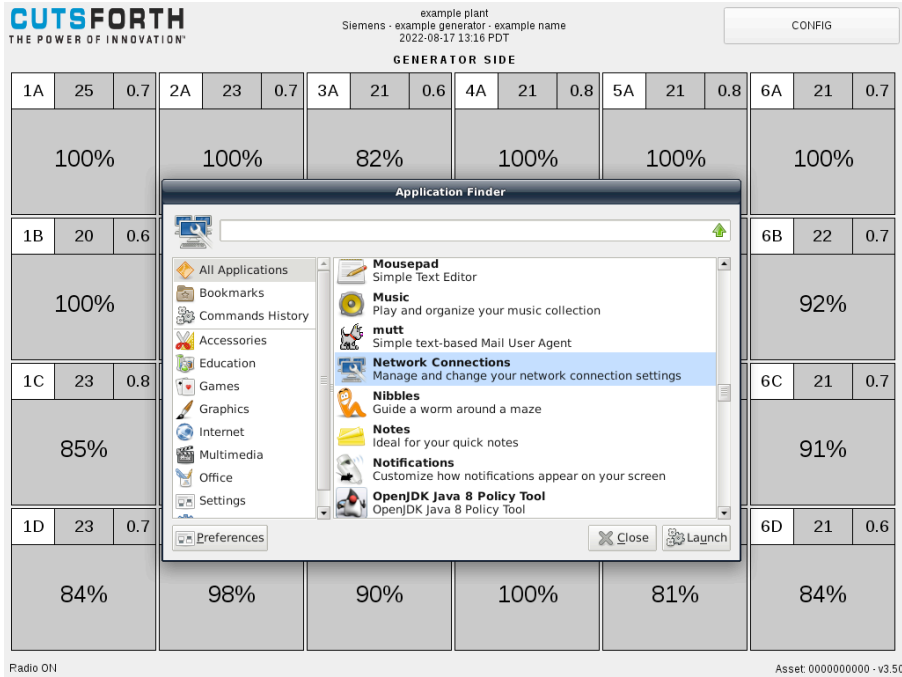 CUTSFORTH
THE POWER OF INNOVATION"
example plant
Siemens - example generator - example name
2022-08-17 13:16 PDT
CONFIG
GENERATOR SIDE
1A 25 0.7 2A 23 0.7 3A 21 0.6 4A 21 0.8 5A 21 0.8 6A 21 0.7
100% 100% 82% 100% 100% 100%
Application Finder
1B 20 0.6
100%
6B 22 0.7
92%
1C 23 0.8
85%
6C 21 0.7
91%
All Applications
Bookmarks
Commands History
Accessories
Education
Games
Graphics
Internet
Multimedia
Office
Settings
Mousepad
Simple Text Editor
Music
Play and organize your music collection
mutt
Simple text-based Mail User Agent
Network Connections
Manage and change your network connection settings
Nibbles
Guide a worm around a maze
Notes
Ideal for your quick notes
Notifications
Customize how notifications appear on your screen
OpenJDK Java 8 Policy Tool
OpenJDK Java 8 Policy Tool
Preferences
Close
Launch
1D 23 0.7
6D 21 0.6
84% 98% 90% 100% 81% 84%
Radio ON
Asset: 0000000000 - v3.50